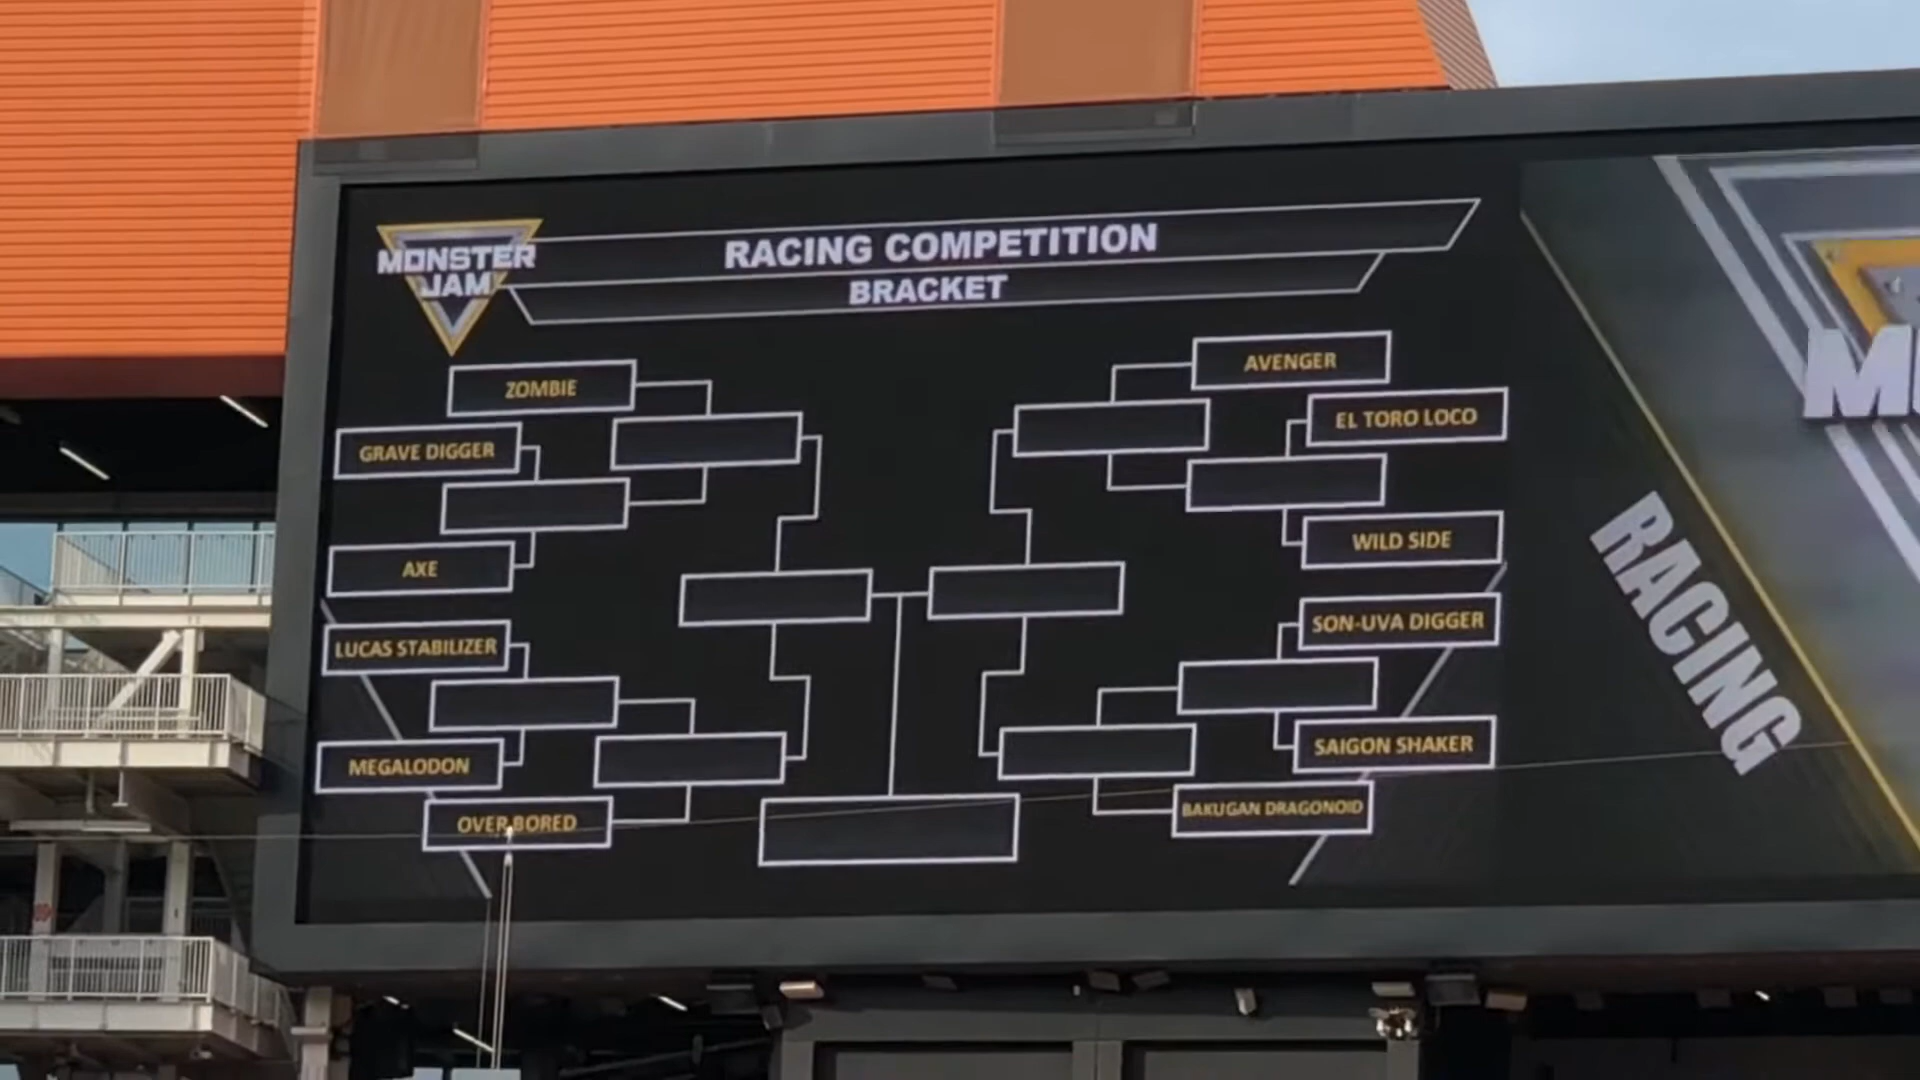 MONSTER
JAM
RACING COMPETITION
BRACKET
ZOMBIE
GRAVE DIGGER
AXE
LUCAS STABILIZER
MEGALODON
OVER BORED
AVENGER
EL TORO LOCO
WILD SIDE
SON-UVA DIGGER
SAIGON SHAKER
BAKUGAN DRAGONOID
RACING